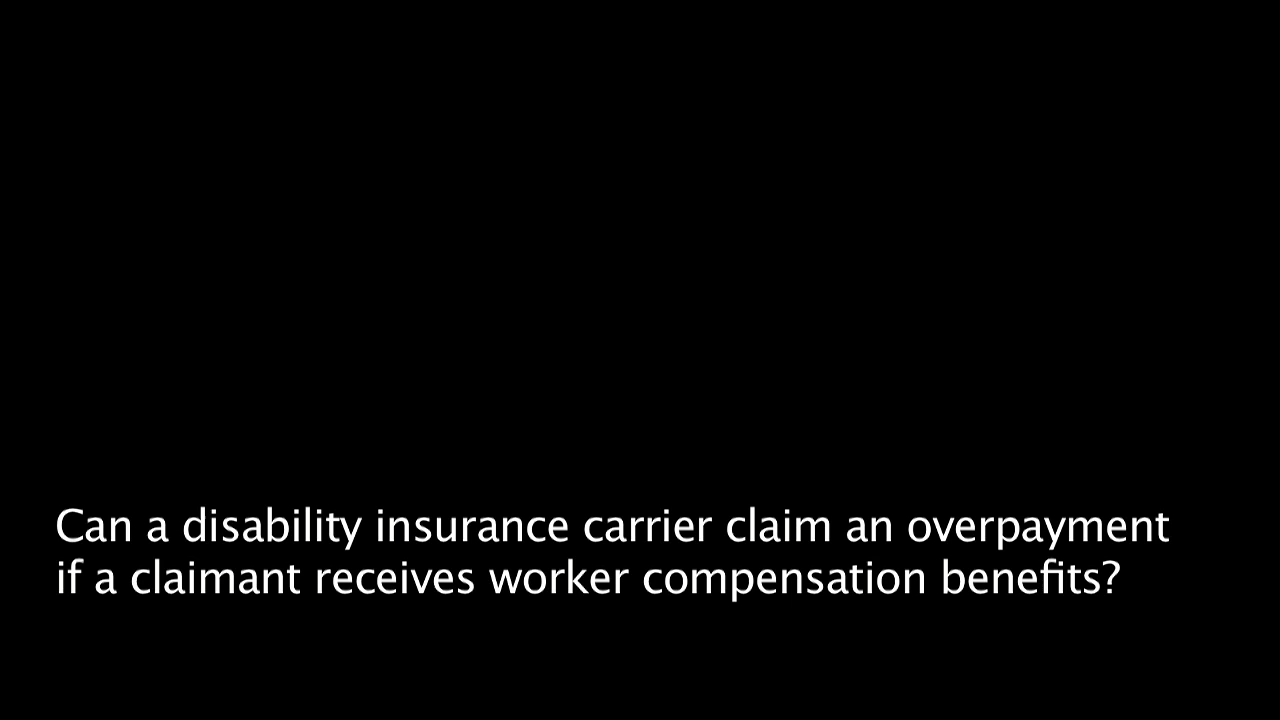 Can a disability insurance carrier claim an overpayment
if a claimant receives worker compensation benefits?